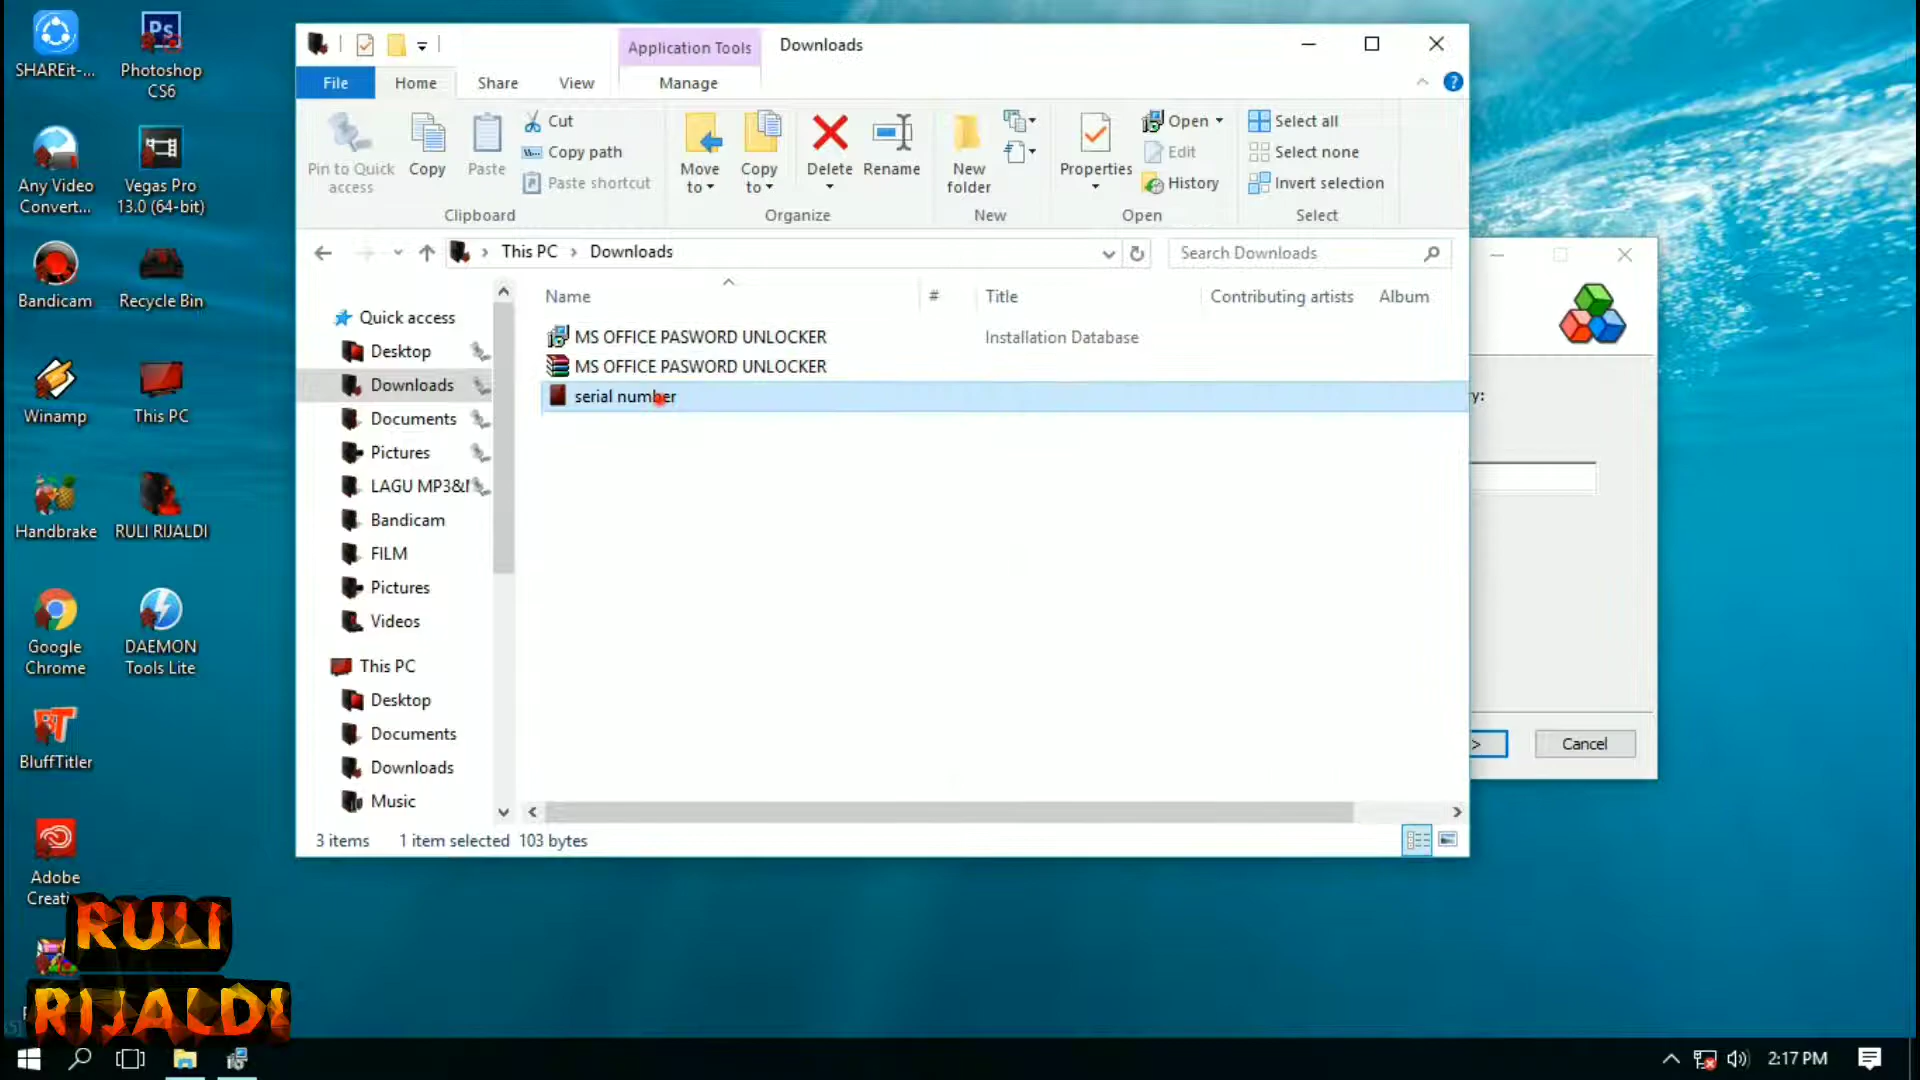 SHAREit-...
Photoshop
CS6
Any Video
Convert...
Vegas Pro
13.0 (64-bit)
Bandicam
Recycle Bin
Winamp
This PC
Handbrake
RULI RIJALDI
Google
Chrome
DAEMON
Tools Lite
BluffTitler
Adobe
RULI
RIJALDI
Application Tools
Downloads
File
Home
Share
View
Manage
Pin to Quick
access
Copy
Paste
Cut
Copy path
Paste shortcut
Clipboard
Move
to
Copy
to
Delete
Rename
Organize
New
folder
New
Properties
Open
Edit
History
Open
Select all
Select none
Invert selection
Select
This PC > Downloads
Search Downloads
Quick access
Desktop
Downloads
Documents
Pictures
LAGU MP3&
Bandicam
FILM
Pictures
Videos
This PC
Desktop
Documents
Downloads
Music
Name
#
Title
Contributing artists
Album
MS OFFICE PASWORD UNLOCKER
Installation Database
MS OFFICE PASWORD UNLOCKER
serial number
3 items
1 item selected
103 bytes
y:
>
Cancel
2:17 PM